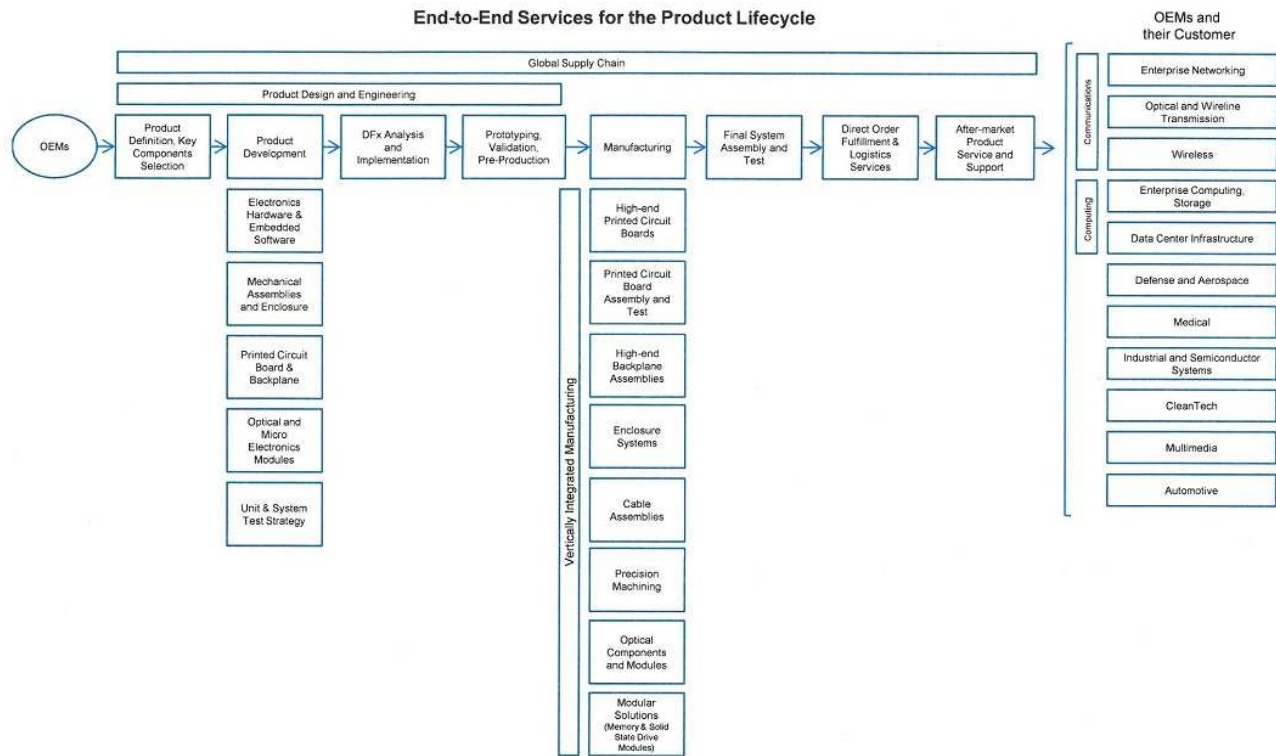 End-to-End Services for the Product Lifecycle
OEMs and
their Customer
Global Supply Chain
Product Design and Engineering
OEMs
Product
Definition, Key
Components
Selection
Product
Development
DFx Analysis
and
Implementation
Prototyping,
Validation,
Pre-Production
Manufacturing
Final System
Assembly and
Test
Direct Order
Fulfillment &
Logistics
Services
After-market
Product
Service and
Support
Electronics
Hardware &
Embedded
Software
Mechanical
Assemblies
and Enclosure
Printed Circuit
Board &
Backplane
Optical and
Micro
Electronics
Modules
Unit & System
Test Strategy
Vertically Integrated Manufacturing
High-end
Printed Circuit
Boards
Printed Circuit
Board
Assembly and
Test
High-end
Backplane
Assemblies
Enclosure
Systems
Cable
Assemblies
Precision
Machining
Optical
Components
and Modules
Modular
Solutions
(Memory & Solid
State Drive
Modules)
Communications
Enterprise Networking
Optical and Wireline
Transmission
Wireless
Computing
Enterprise Computing,
Storage
Data Center Infrastructure
Defense and Aerospace
Medical
Industrial and Semiconductor
Systems
CleanTech
Multimedia
Automotive